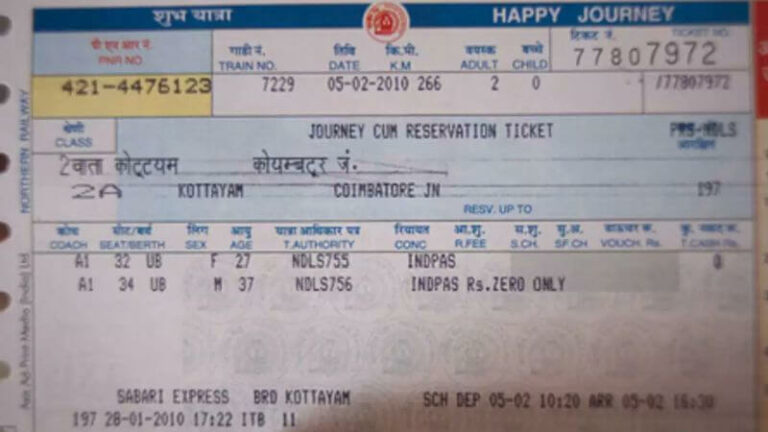 शुभ यात्रा HAPPY JOURNEY
पी एन आर नं. गाड़ी नं. तिथि कि.मी. वयस्क बच्चे टिकट नं. TICKET NO.
PNR NO. TRAIN NO. DATE K.M ADULT CHILD 77807972
421-4476123 7229 05-02-2010 266 2 0 /77807972
श्रेणी
CLASS JOURNEY CUM RESERVATION TICKET PRS-NDLS
आरक्षित
2वाता कोट्टयम कोयम्बटूर जं.
2A KOTTAYAM COIMBATORE JN 197
RESV. UP TO
कोच सीट/बर्थ लिंग आयु यात्रा अधिकार पत्र रियायत आ.शु. स.शु. सु.अ. वाउचर रु.
COACH SEAT/BERTH SEX AGE T.AUTHORITY CONC R.FEE S.CH. SF.CH VOUCH. Rs. T.CASH Rs.
A1 32 UB F 27 NDLS755 INDPAS 0
A1 34 UB M 37 NDLS756 INDPAS Rs.ZERO ONLY
SABARI EXPRESS BRD KOTTAYAM SCH DEP 05-02 10:20 ARR 05-02 16:30
197 28-01-2010 17:22 ITB 11
NORTHERN RAILWAY